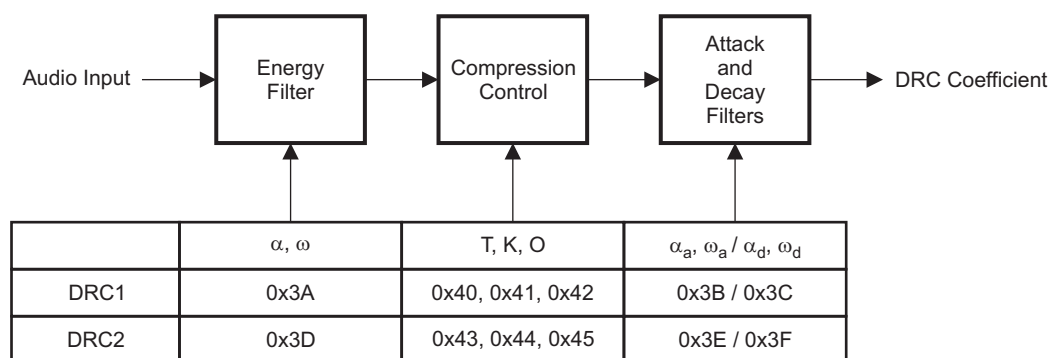 Audio Input
Energy
Filter
Compression
Control
Attack
and
Decay
Filters
DRC Coefficient
α, ω
T, K, O
αa, ωa / αd, ωd
DRC1
0x3A
0x40, 0x41, 0x42
0x3B / 0x3C
DRC2
0x3D
0x43, 0x44, 0x45
0x3E / 0x3F